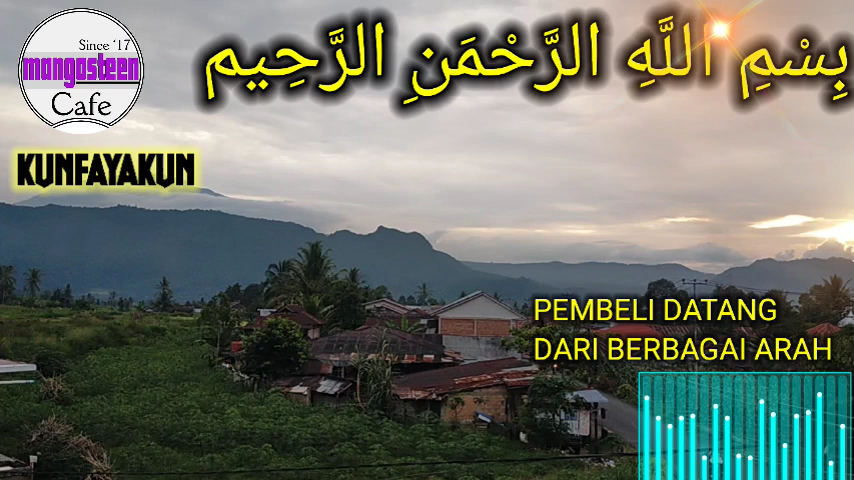 Since '17
mangosteen
Cafe
بِسْمِ اللَّهِ الرَّحْمَنِ الرَّحِيم
KUNFAYAKUN
PEMBELI DATANG
DARI BERBAGAI ARAH